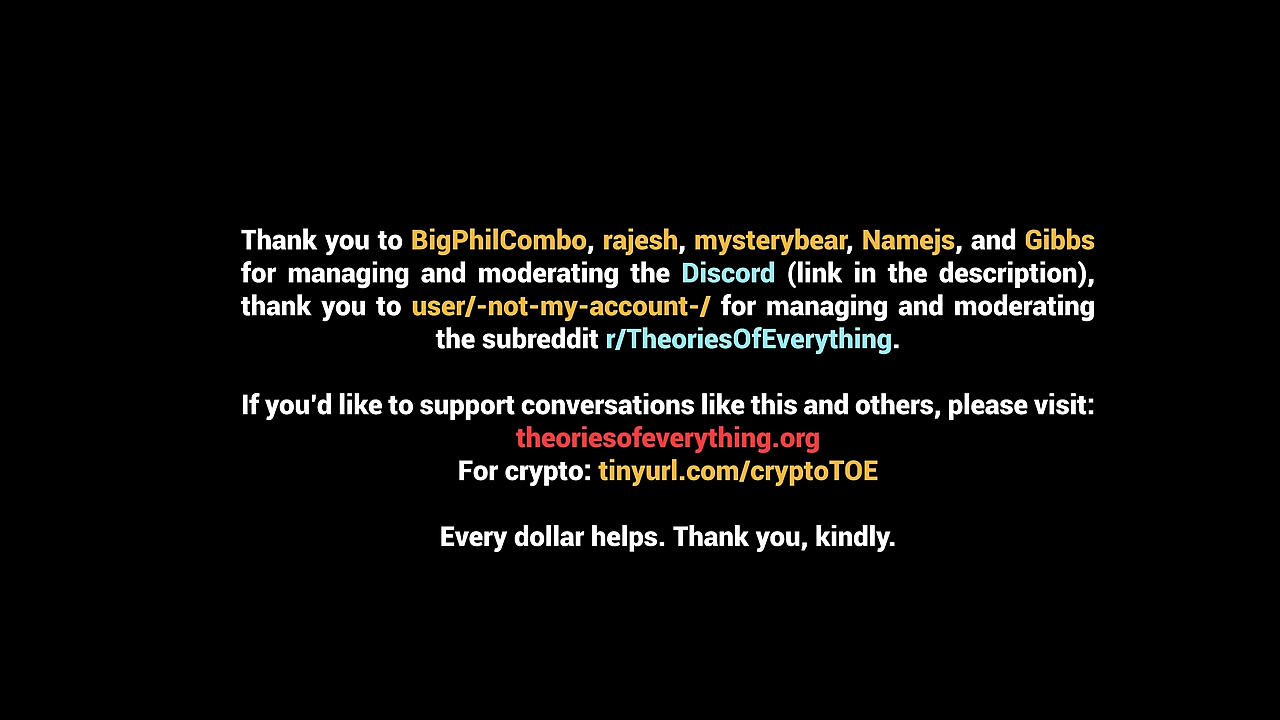 Thank you to BigPhilCombo, rajesh, mysterybear, Namejs, and Gibbs
for managing and moderating the Discord (link in the description),
thank you to user/-not-my-account-/ for managing and moderating
the subreddit r/TheoriesOfEverything.
If you'd like to support conversations like this and others, please visit:
theoriesofeverything.org
For crypto: tinyurl.com/cryptoTOE
Every dollar helps. Thank you, kindly.